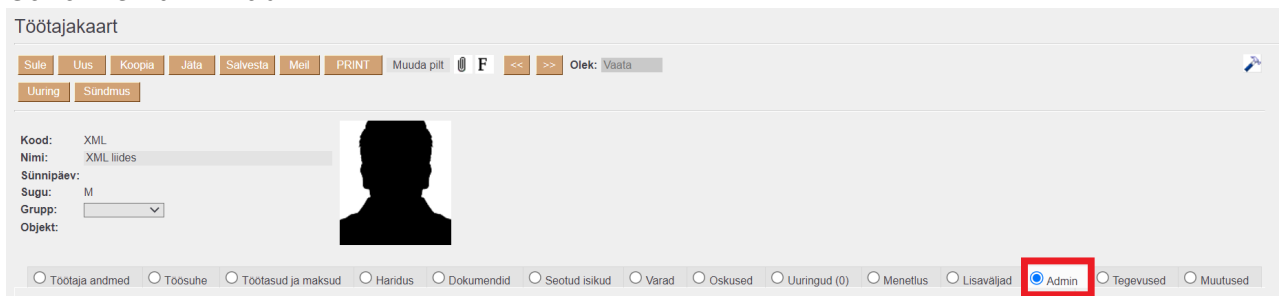 Töötajakaart
Sule Uus Koopia Jäta Salvesta Meil PRINT Muuda pilt F << >> Olek: Vaata
Uuring Sündmus
Kood: XML
Nimi: XML liides
Sünnipäev:
Sugu: M
Grupp:
Objekt:
Töötaja andmed Töösuhe Töötasud ja maksud Haridus Dokumendid Seotud isikud Varad Oskused Uuringud (0) Menetlus Lisaväljad Admin Tegevused Muutused